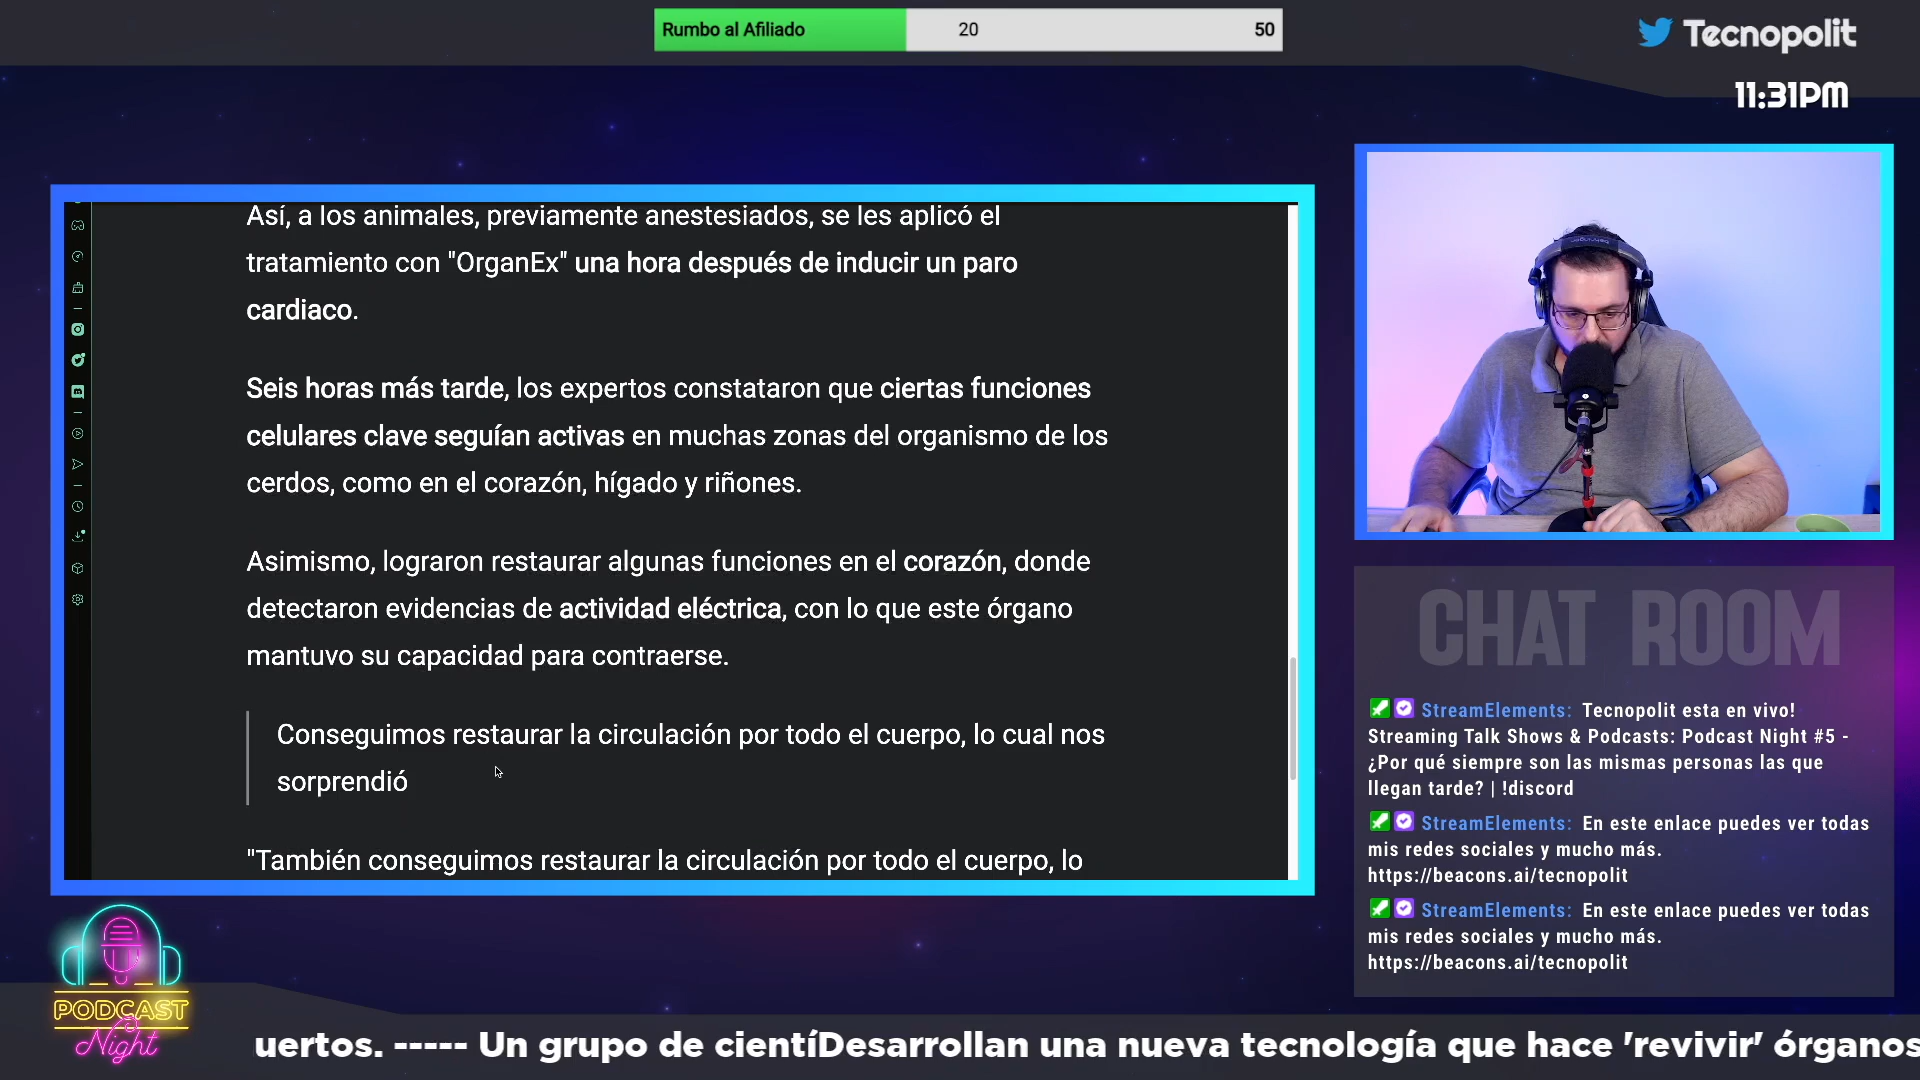 Rumbo al Afiliado 20 50
Tecnopolit
11:31PM
Así, a los animales, previamente anestesiados, se les aplicó el
tratamiento con "OrganEx" una hora después de inducir un paro
cardiaco.
Seis horas más tarde, los expertos constataron que ciertas funciones
celulares clave seguían activas en muchas zonas del organismo de los
cerdos, como en el corazón, hígado y riñones.
Asimismo, lograron restaurar algunas funciones en el corazón, donde
detectaron evidencias de actividad eléctrica, con lo que este órgano
mantuvo su capacidad para contraerse.
Conseguimos restaurar la circulación por todo el cuerpo, lo cual nos
sorprendió
"También conseguimos restaurar la circulación por todo el cuerpo, lo
CHAT ROOM
StreamElements: Tecnopolit esta en vivo!
Streaming Talk Shows & Podcasts: Podcast Night #5 -
¿Por qué siempre son las mismas personas las que
llegan tarde? | !discord
StreamElements: En este enlace puedes ver todas
mis redes sociales y mucho más.
https://beacons.ai/tecnopolit
StreamElements: En este enlace puedes ver todas
mis redes sociales y mucho más.
https://beacons.ai/tecnopolit
PODCAST
Night
uertos. ----- Un grupo de cientíDesarrollan una nueva tecnología que hace 'revivir' órganos